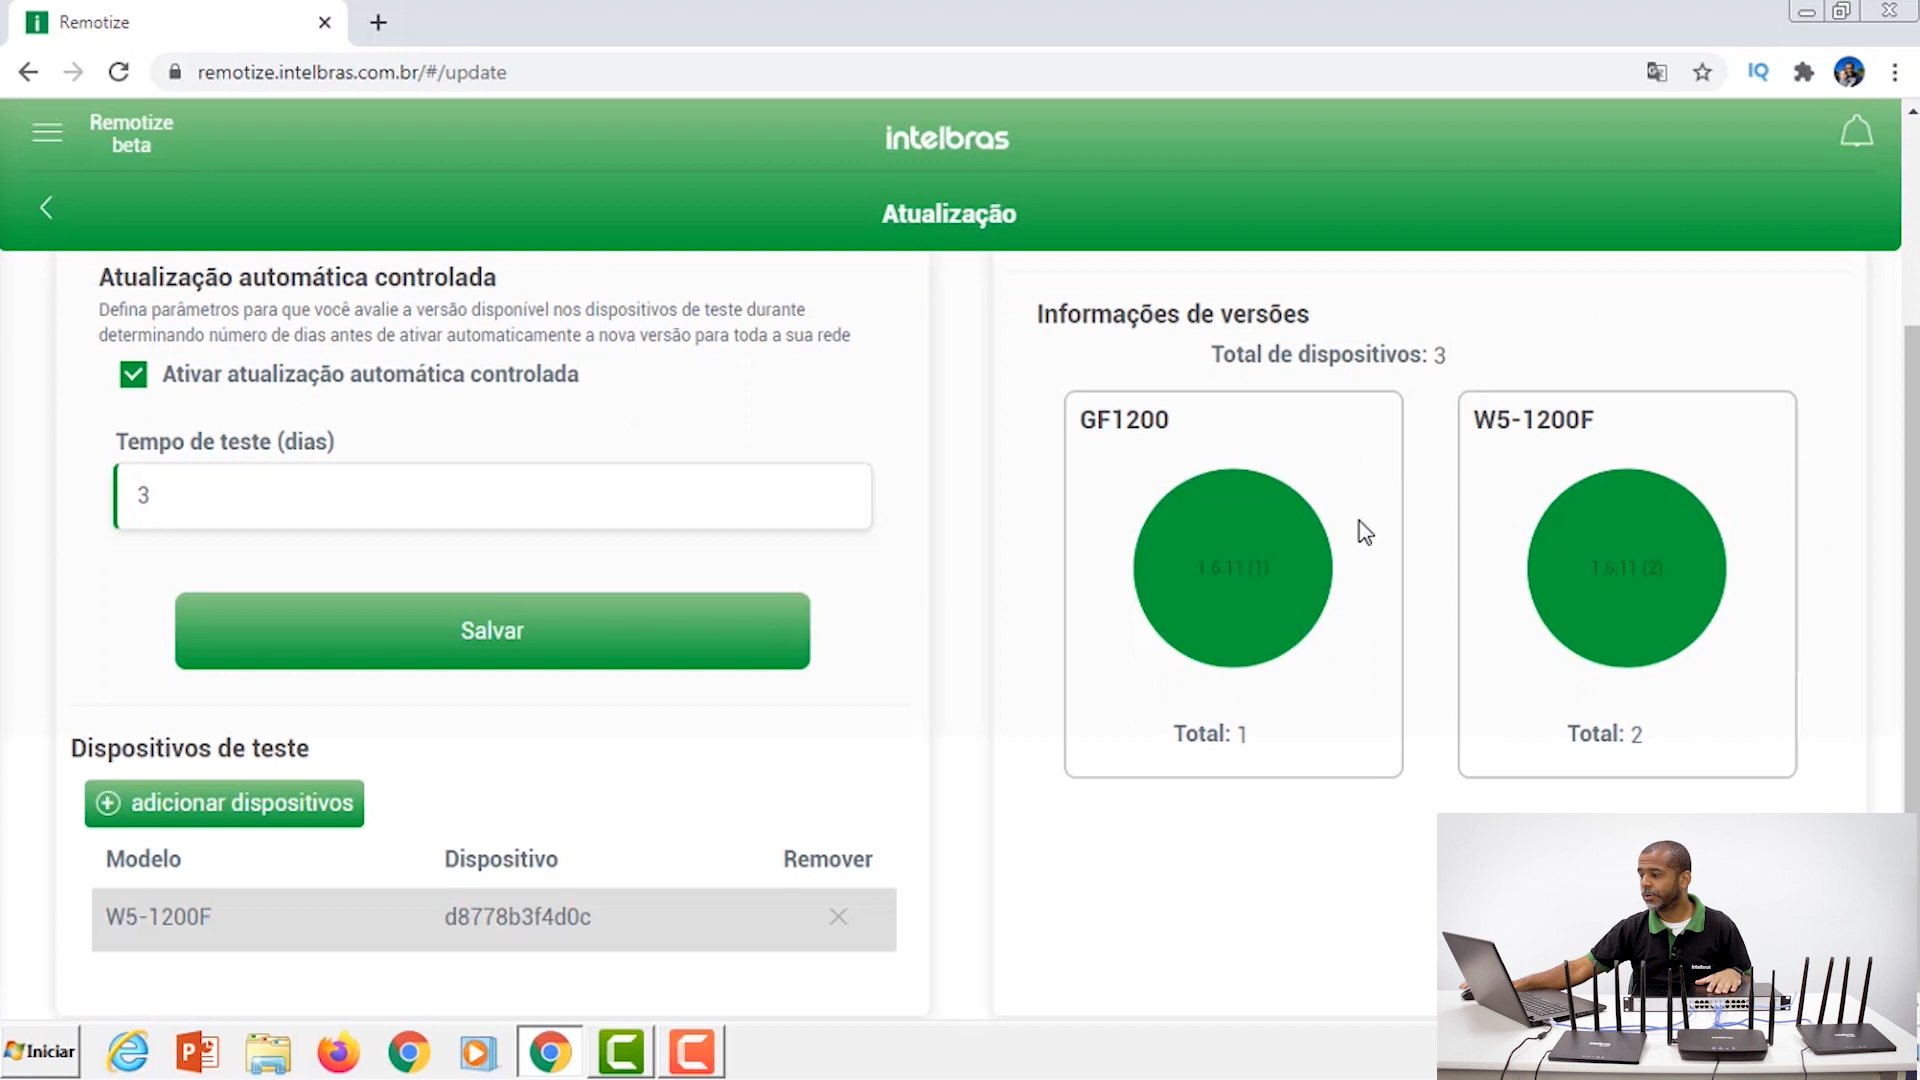 Remotize
remotize.intelbras.com.br/#/update
IQ
Remotize
beta
intelbras
Atualização
Atualização automática controlada
Defina parâmetros para que você avalie a versão disponível nos dispositivos de teste durante
determinando número de dias antes de ativar automaticamente a nova versão para toda a sua rede
Ativar atualização automática controlada
Tempo de teste (dias)
3
Salvar
Dispositivos de teste
adicionar dispositivos
Modelo Dispositivo Remover
W5-1200F d8778b3f4d0c
Informações de versões
Total de dispositivos: 3
GF1200
1.6.11 (1)
Total: 1
W5-1200F
1.6.11 (2)
Total: 2
intelbras
Iniciar